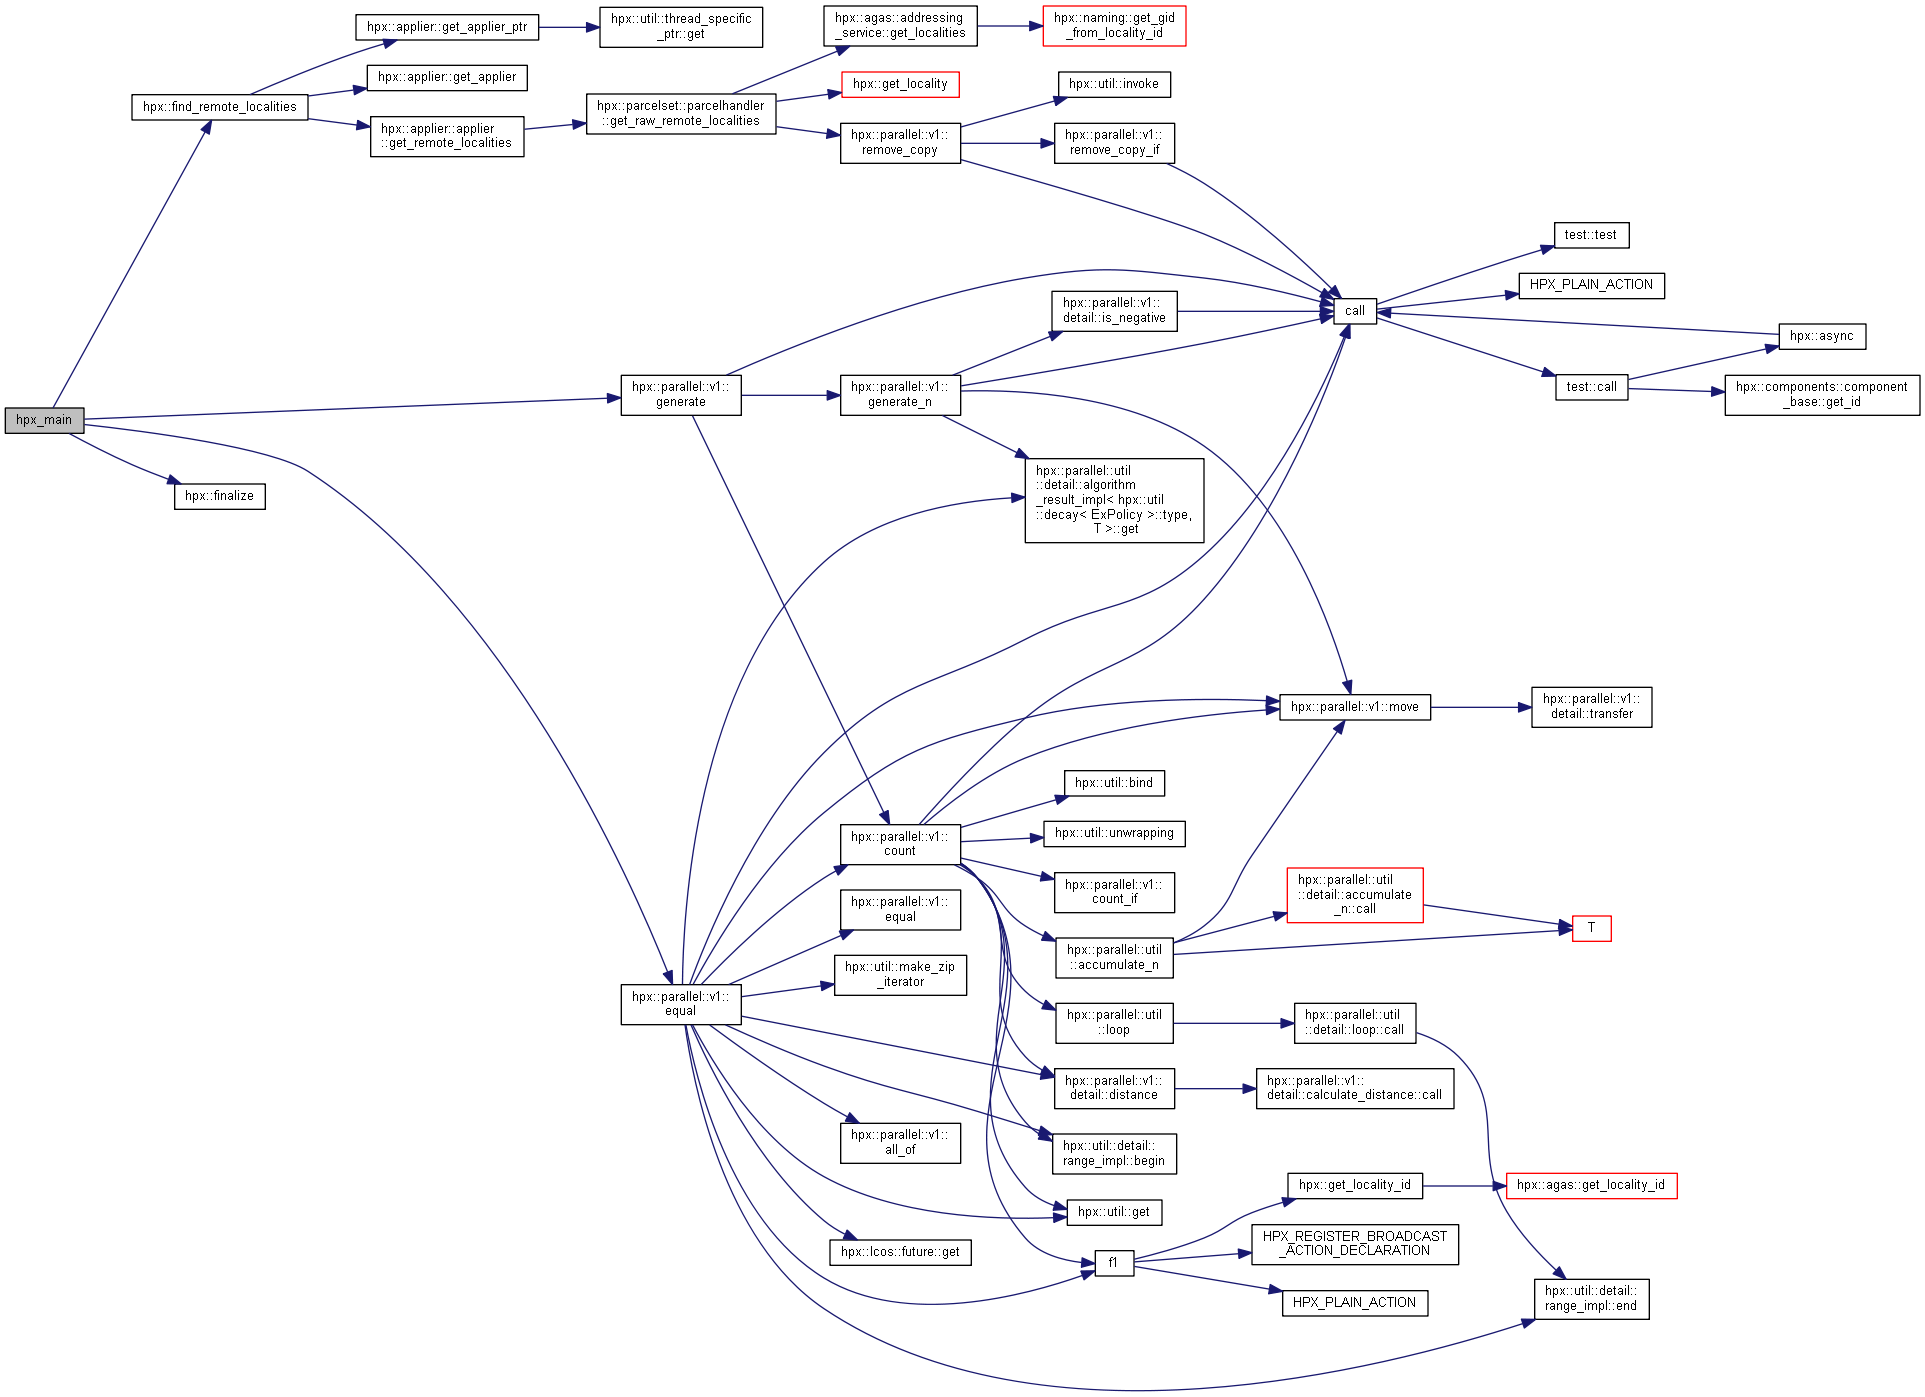 hpx_main
hpx::find_remote_localities
hpx::finalize
hpx::applier::get_applier_ptr
hpx::applier::get_applier
hpx::applier::applier
::get_remote_localities
hpx::util::thread_specific
_ptr::get
hpx::parcelset::parcelhandler
::get_raw_remote_localities
hpx::agas::addressing
_service::get_localities
hpx::get_locality
hpx::parallel::v1::
remove_copy
hpx::naming::get_gid
_from_locality_id
hpx::util::invoke
hpx::parallel::v1::
remove_copy_if
hpx::parallel::v1::
generate
hpx::parallel::v1::
generate_n
hpx::parallel::v1::
detail::is_negative
call
test::test
HPX_PLAIN_ACTION
test::call
hpx::async
hpx::components::component
_base::get_id
hpx::parallel::util
::detail::algorithm
_result_impl< hpx::util
::decay< ExPolicy >::type,
T >::get
hpx::parallel::v1::move
hpx::parallel::v1::
detail::transfer
hpx::parallel::v1::
equal
hpx::parallel::v1::
count
hpx::parallel::v1::
equal
hpx::util::make_zip
_iterator
hpx::parallel::v1::
all_of
hpx::lcos::future::get
hpx::util::bind
hpx::util::unwrapping
hpx::parallel::v1::
count_if
hpx::parallel::util
::accumulate_n
hpx::parallel::util
::loop
hpx::parallel::v1::
detail::distance
hpx::util::detail::
range_impl::begin
hpx::util::get
f1
hpx::parallel::util
::detail::accumulate
_n::call
T
hpx::parallel::util
::detail::loop::call
hpx::parallel::v1::
detail::calculate_distance::call
hpx::get_locality_id
hpx::agas::get_locality_id
HPX_REGISTER_BROADCAST
_ACTION_DECLARATION
HPX_PLAIN_ACTION
hpx::util::detail::
range_impl::end